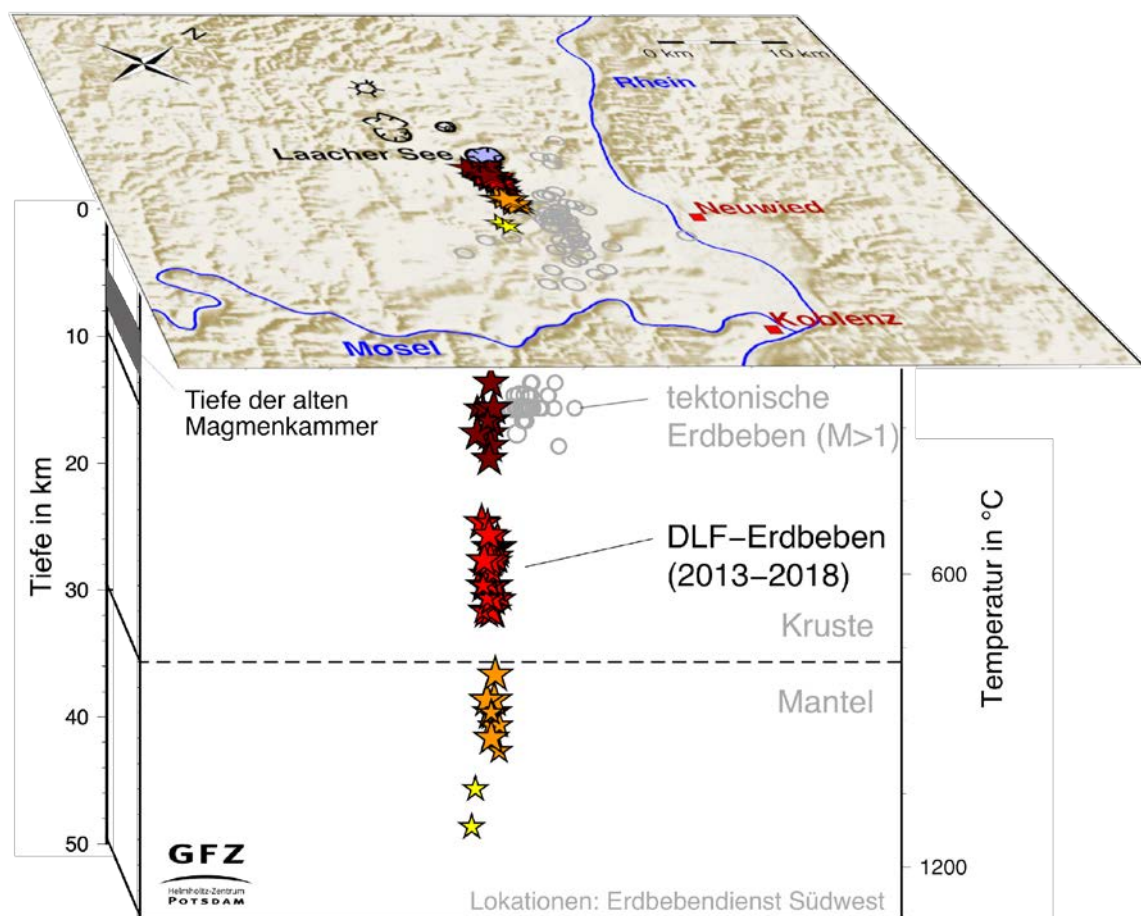 N
0 km 10 km
Rhein
Laacher See
Neuwied
Koblenz
Mosel
0
10
20
30
40
50
Tiefe in km
Tiefe der alten
Magmenkammer
tektonische
Erdbeben (M>1)
DLF–Erdbeben
(2013–2018)
Kruste
Mantel
600
1200
Temperatur in °C
GFZ
Helmholtz-Zentrum
POTSDAM
Lokationen: Erdbebendienst Südwest